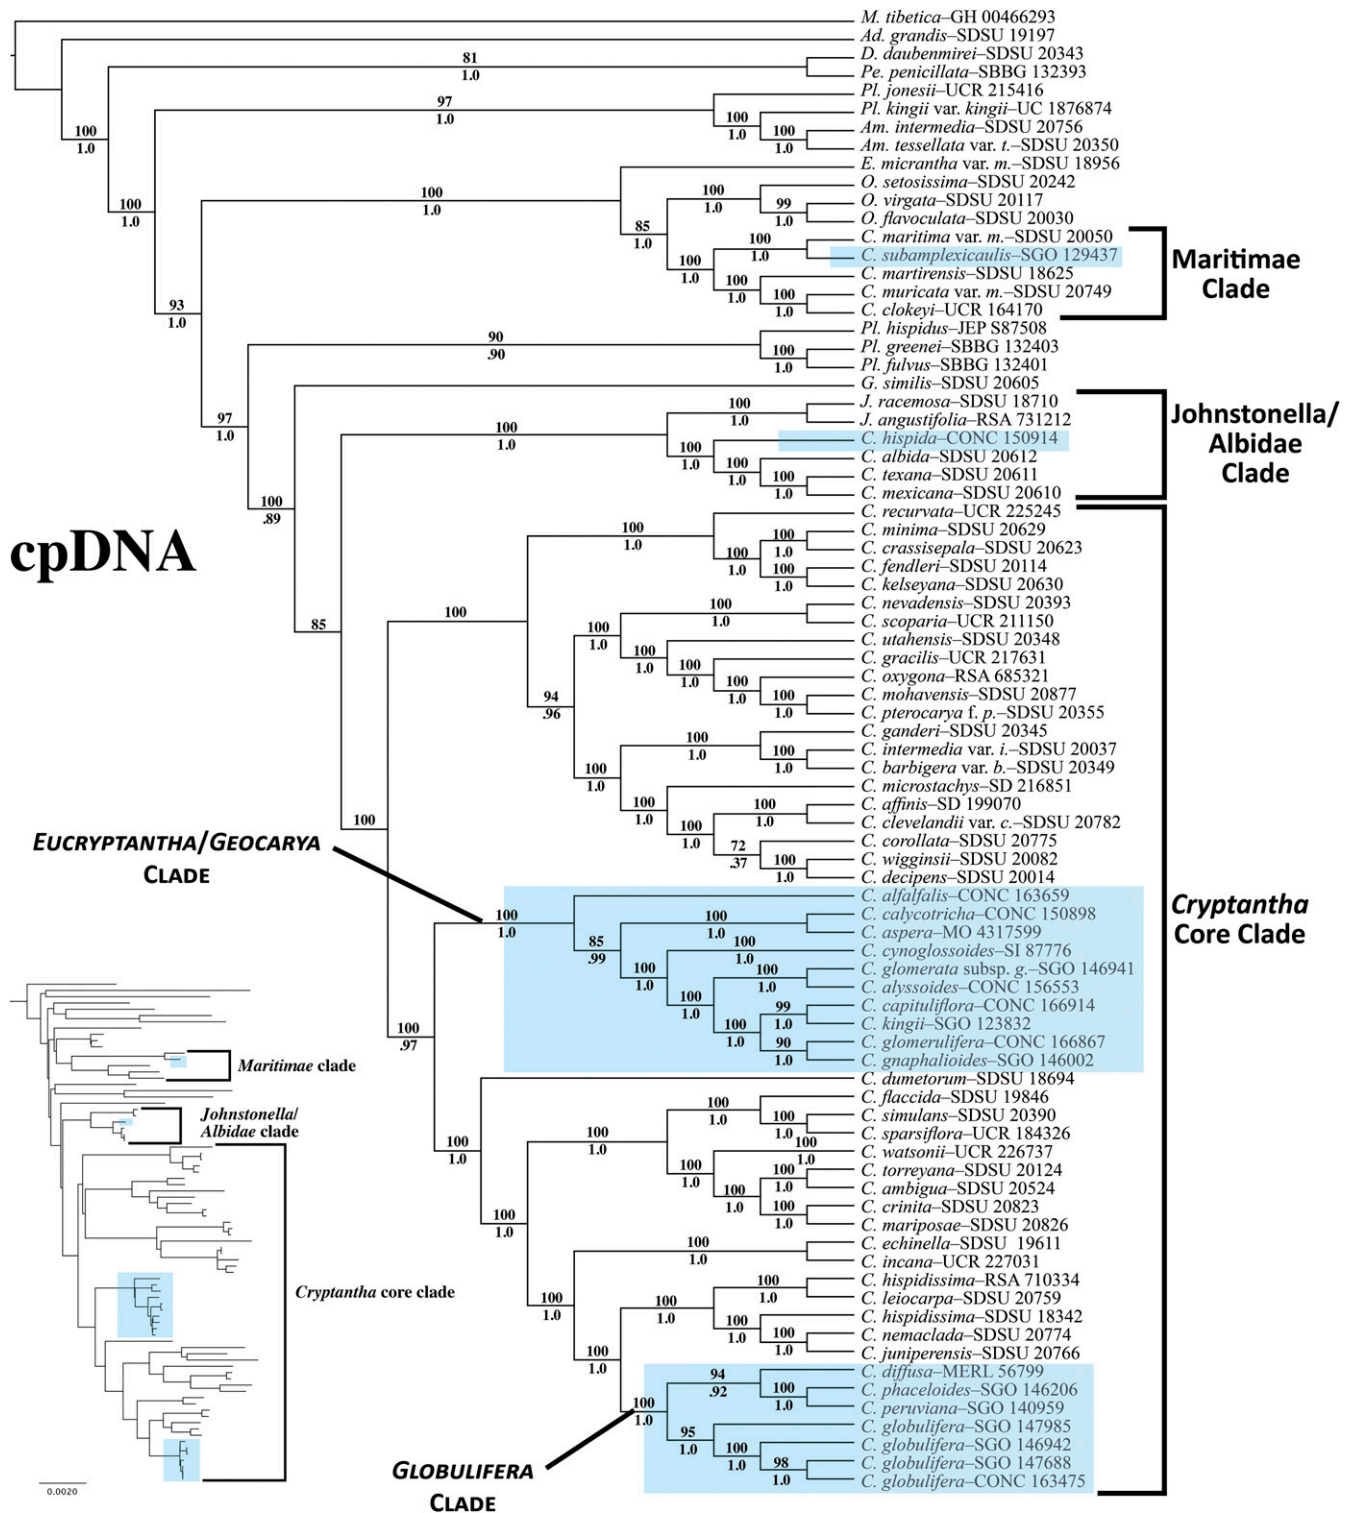 M. tibetica–GH 00466293
Ad. grandis–SDSU 19197
D. daubenmirei–SDSU 20343
Pe. penicillata–SBBG 132393
Pl. jonesii–UCR 215416
Pl. kingii var. kingii–UC 1876874
Am. intermedia–SDSU 20756
Am. tessellata var. t.–SDSU 20350
E. micrantha var. m.–SDSU 18956
O. setosissima–SDSU 20242
O. virgata–SDSU 20117
O. flavoculata–SDSU 20030
C. maritima var. m.–SDSU 20050
C. subamplexicaulis–SGO 129437
C. martirensis–SDSU 18625
C. muricata var. m.–SDSU 20749
C. clokeyi–UCR 164170
Pl. hispidus–JEP S87508
Pl. greenei–SBBG 132403
Pl. fulvus–SBBG 132401
G. similis–SDSU 20605
J. racemosa–SDSU 18710
J. angustifolia–RSA 731212
C. hispida–CONC 150914
C. albida–SDSU 20612
C. texana–SDSU 20611
C. mexicana–SDSU 20610
C. recurvata–UCR 225245
C. minima–SDSU 20629
C. crassisepala–SDSU 20623
C. fendleri–SDSU 20114
C. kelseyana–SDSU 20630
C. nevadensis–SDSU 20393
C. scoparia–UCR 211150
C. utahensis–SDSU 20348
C. gracilis–UCR 217631
C. oxygona–RSA 685321
C. mohavensis–SDSU 20877
C. pterocarya f. p.–SDSU 20355
C. ganderi–SDSU 20345
C. intermedia var. i.–SDSU 20037
C. barbigera var. b.–SDSU 20349
C. microstachys–SD 216851
C. affinis–SD 199070
C. clevelandii var. c.–SDSU 20782
C. corollata–SDSU 20775
C. wigginsii–SDSU 20082
C. decipens–SDSU 20014
C. alfalfalis–CONC 163659
C. calycotricha–CONC 150898
C. aspera–MO 4317599
C. cynoglossoides–SI 87776
C. glomerata subsp. g.–SGO 146941
C. alyssoides–CONC 156553
C. capituliflora–CONC 166914
C. kingii–SGO 123832
C. glomerulifera–CONC 166867
C. gnaphalioides–SGO 146002
C. dumetorum–SDSU 18694
C. flaccida–SDSU 19846
C. simulans–SDSU 20390
C. sparsiflora–UCR 184326
C. watsonii–UCR 226737
C. torreyana–SDSU 20124
C. ambigua–SDSU 20524
C. crinita–SDSU 20823
C. mariposae–SDSU 20826
C. echinella–SDSU 19611
C. incana–UCR 227031
C. hispidissima–RSA 710334
C. leiocarpa–SDSU 20759
C. hispidissima–SDSU 18342
C. nemaclada–SDSU 20774
C. juniperensis–SDSU 20766
C. diffusa–MERL 56799
C. phaceloides–SGO 146206
C. peruviana–SGO 140959
C. globulifera–SGO 147985
C. globulifera–SGO 146942
C. globulifera–SGO 147688
C. globulifera–CONC 163475
Maritimae
Clade
Johnstonella/
Albidae
Clade
Cryptantha
Core Clade
cpDNA
EUCRYPTANTHA/GEOCARYA
CLADE
GLOBULIFERA
CLADE
Maritimae clade
Johnstonella/
Albidae clade
Cryptantha core clade
0.0020
81
1.0
97
1.0
100
1.0
100
1.0
100
1.0
100
1.0
100
1.0
100
1.0
99
1.0
85
1.0
100
1.0
100
1.0
100
1.0
100
1.0
93
1.0
90
.90
100
1.0
97
1.0
100
1.0
100
1.0
100
1.0
100
1.0
100
1.0
100
.89
85
100
1.0
100
1.0
100
1.0
100
1.0
100
100
1.0
100
1.0
100
1.0
100
1.0
100
1.0
100
1.0
94
.96
100
1.0
100
1.0
100
1.0
100
1.0
100
1.0
100
1.0
72
.37
100
1.0
100
100
1.0
100
1.0
85
.99
100
1.0
100
1.0
100
1.0
100
1.0
99
1.0
100
1.0
90
1.0
100
.97
100
1.0
100
1.0
100
1.0
100
1.0
100
1.0
100
1.0
100
1.0
100
1.0
100
1.0
100
1.0
100
1.0
100
1.0
100
1.0
100
1.0
100
1.0
100
1.0
100
1.0
100
1.0
94
.92
100
1.0
100
1.0
95
1.0
100
1.0
98
1.0